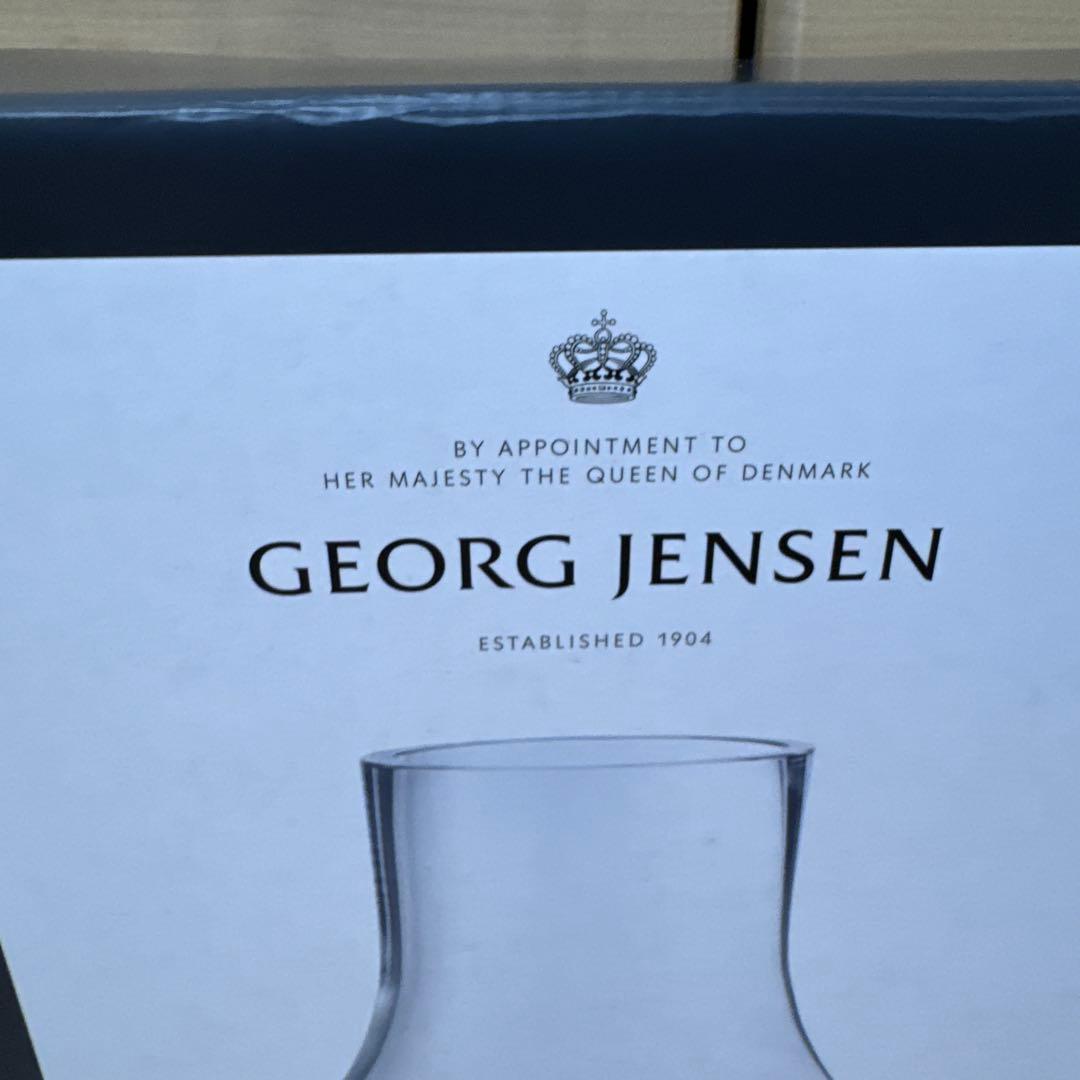 BY APPOINTMENT TO
HER MAJESTY THE QUEEN OF DENMARK
GEORG JENSEN
ESTABLISHED 1904